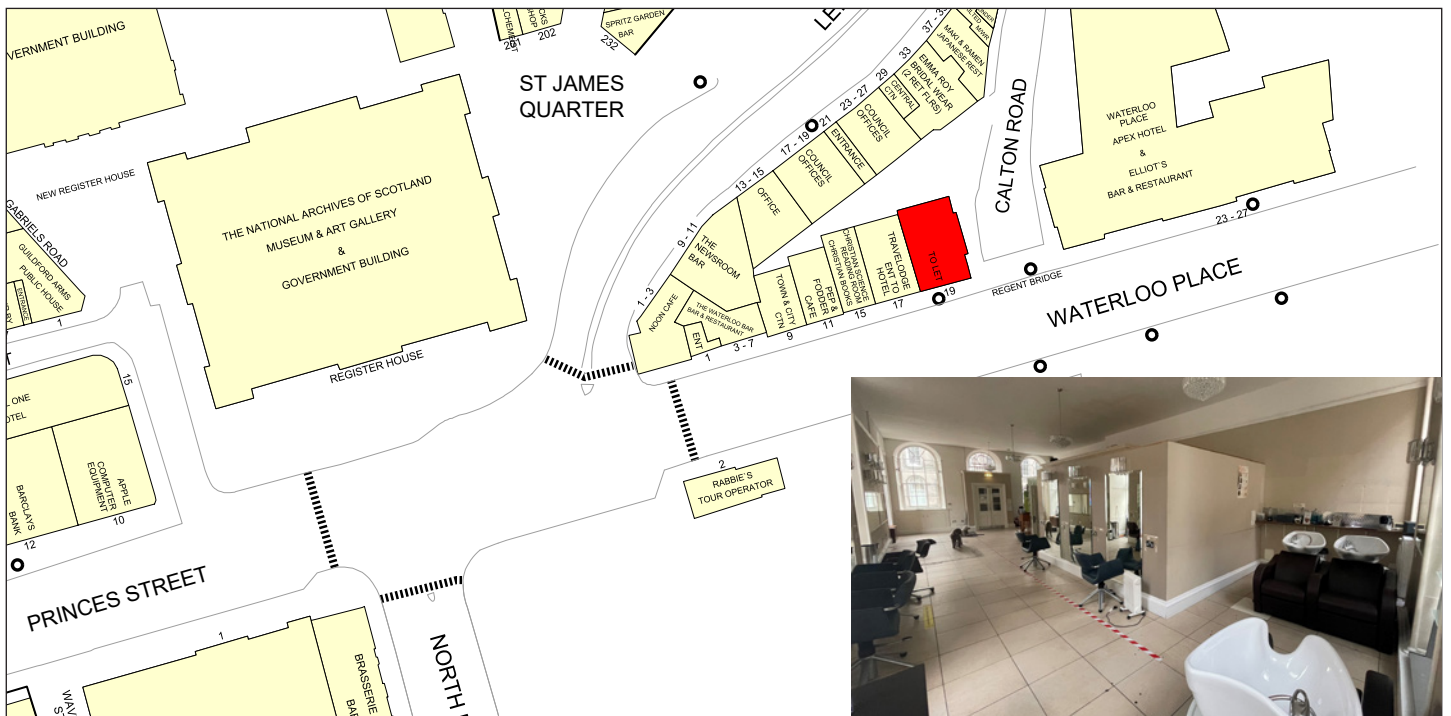 VERNMENT BUILDING
202
232
SPRITZ GARDEN
BAR
ST JAMES
QUARTER
37 - 3
33
29
23 - 27
21
17 - 19
13 - 15
9 - 11
1 - 3
MAKI & RAMEN
JAPANESE REST
EMMA ROY
BRIDAL WEAR
(2 RET FLRS)
CENTRAL
CTN
COUNCIL
OFFICES
ENTRANCE
COUNCIL
OFFICES
OFFICE
THE
NEWSROOM
BAR
NOON CAFE
CALTON ROAD
WATERLOO
PLACE
APEX HOTEL
&
ELLIOT`S
BAR & RESTAURANT
23 - 27
NEW REGISTER HOUSE
THE NATIONAL ARCHIVES OF SCOTLAND
MUSEUM & ART GALLERY
&
GOVERNMENT BUILDING
REGISTER HOUSE
GABRIELS ROAD
GUILDFORD ARMS
PUBLIC HOUSE
ENTRANCE
1
ENT
1
THE WATERLOO BAR
BAR & RESTAURANT
3 - 7
TOWN & CITY
CTN
9
PEP &
FODDER
CAFE
11
CHRISTIAN SCIENCE
READING ROOM
CHRISTIAN BOOKS
15
TRAVELODGE
ENT TO
HOTEL
17
TO LET
19
REGENT BRIDGE
WATERLOO PLACE
15
L ONE
OTEL
APPLE
COMPUTER
EQUIPMENT
10
BARCLAYS
BANK
12
2
RABBIE`S
TOUR OPERATOR
PRINCES STREET
1
BRASSERIE
BAR
NORTH
WAV